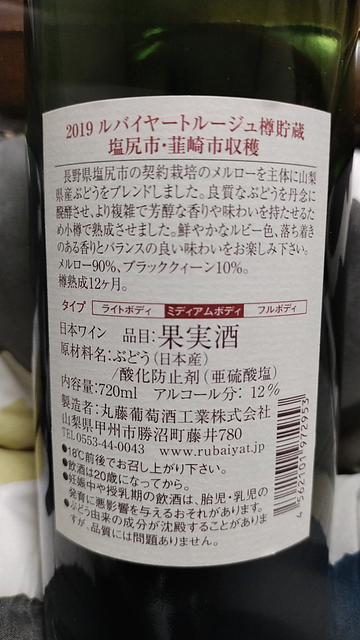 2019 ルバイヤートルージュ樽貯蔵
塩尻市・韮崎市収穫
長野県塩尻市の契約栽培のメルローを主体に山梨
県産ぶどうをブレンドしました。良質なぶどうを丹念に
醗酵させ、より複雑で芳醇な香りや味わいを持たせるた
め小樽で熟成させました。鮮やかなルビー色、落ち着き
のある香りとバランスの良い味わいをお楽しみ下さい。
メルロー90%、ブラッククィーン10%。
樽熟成12ヶ月。
タイプ ライトボディ ミディアムボディ フルボディ
日本ワイン 品目:果実酒
原材料名:ぶどう(日本産)
/酸化防止剤(亜硫酸塩)
内容量:720ml アルコール分: 12%
製造者:丸藤葡萄酒工業株式会社
山梨県甲州市勝沼町藤井780
TEL0553-44-0043 www.rubaiyat.jp
●18℃前後でお召し上がり下さい。
●飲酒は20歳になってから。
●妊娠中や授乳期の飲酒は、胎児・乳児の
発育に悪影響を与えるおそれがあります。
●ぶどう由来の成分が沈殿することがありま
すが、品質には問題ありません。
4562101972953